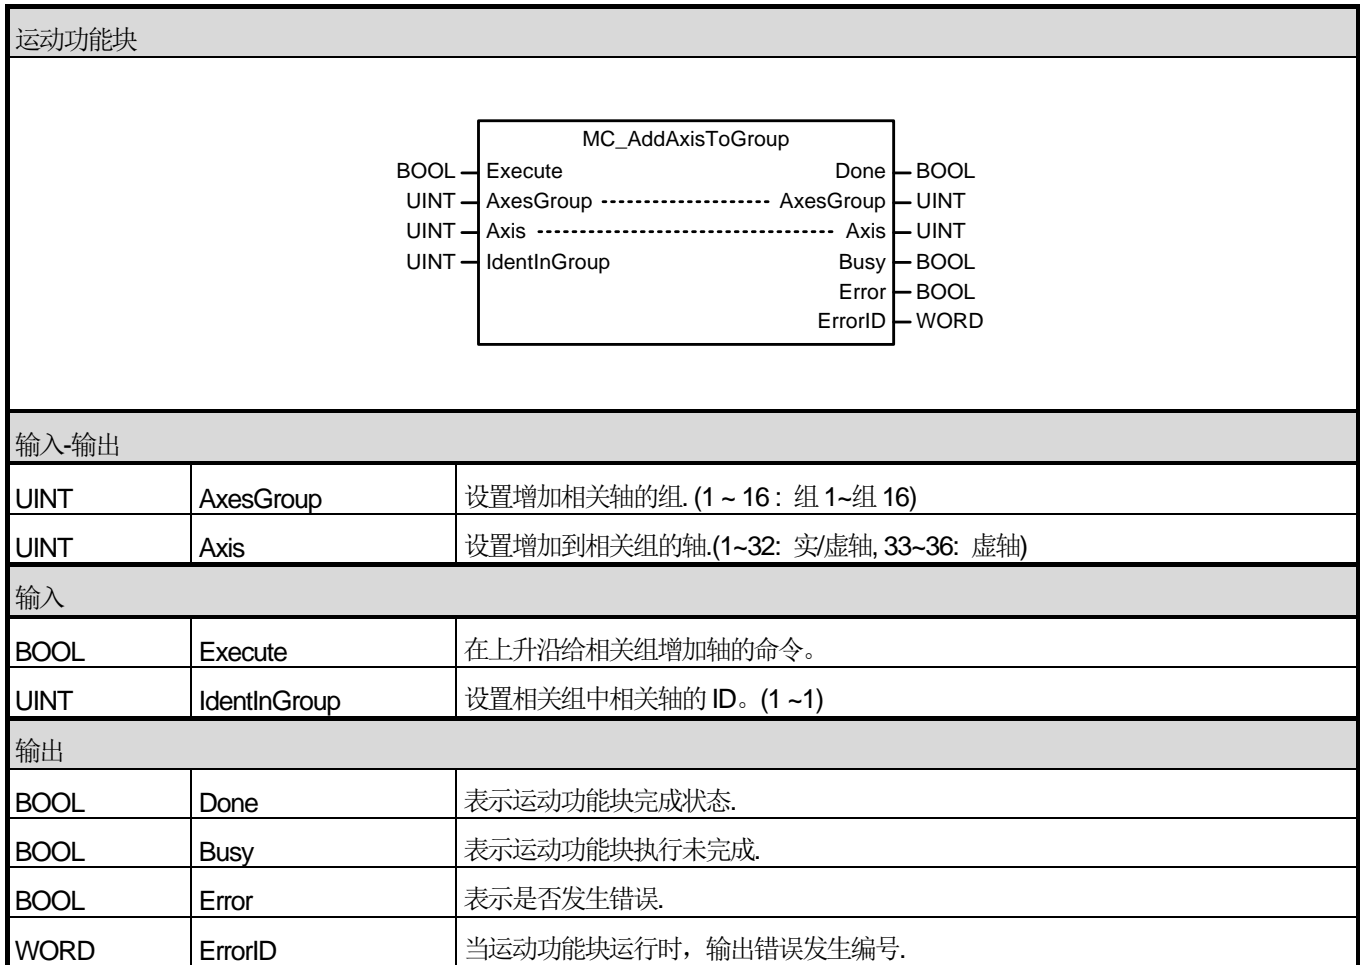 运动功能块
MC_AddAxisToGroup
BOOL Execute Done BOOL
UINT AxesGroup AxesGroup UINT
UINT Axis Axis UINT
UINT IdentInGroup Busy BOOL
Error BOOL
ErrorID WORD
输入-输出
UINT AxesGroup 设置增加相关轴的组. (1 ~ 16 : 组 1~组 16)
UINT Axis 设置增加到相关组的轴.(1~32: 实/虚轴, 33~36: 虚轴)
输入
BOOL Execute 在上升沿给相关组增加轴的命令。
UINT IdentInGroup 设置相关组中相关轴的 ID。(1 ~1)
输出
BOOL Done 表示运动功能块完成状态.
BOOL Busy 表示运动功能块执行未完成.
BOOL Error 表示是否发生错误.
WORD ErrorID 当运动功能块运行时，输出错误发生编号.